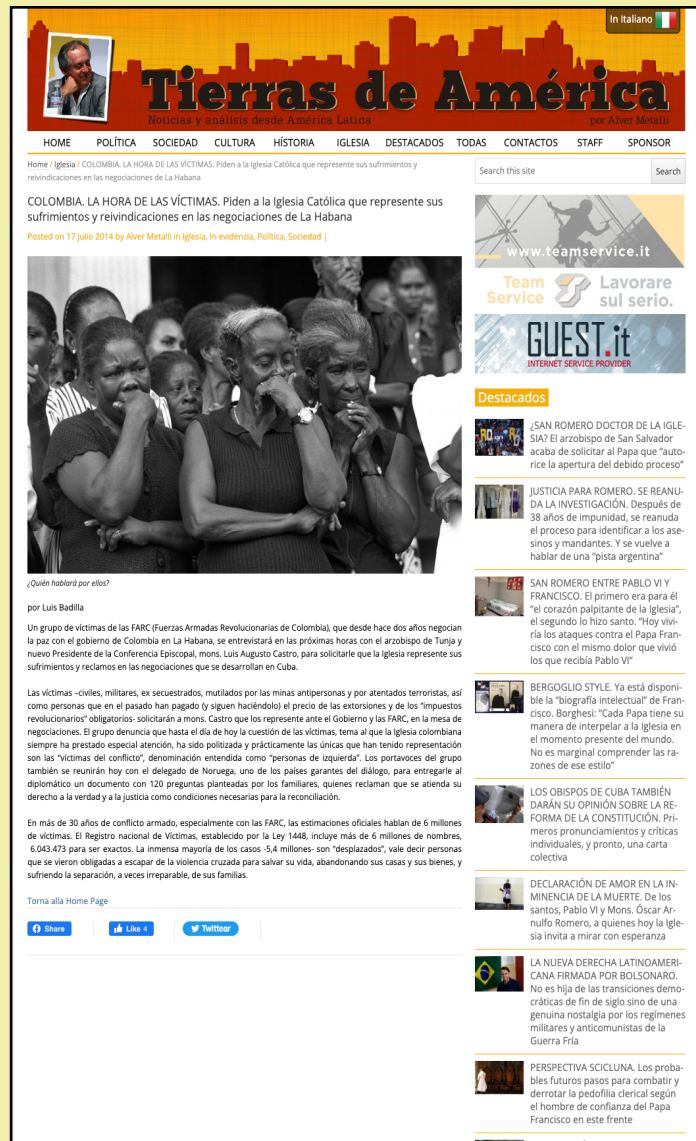 In Italiano
Tierras de América
Noticias y análisis desde América Latina
por Alver Metalli
HOME POLÍTICA SOCIEDAD CULTURA HÍSTORIA IGLESIA DESTACADOS TODAS CONTACTOS STAFF SPONSOR
Home / Iglesia / COLOMBIA. LA HORA DE LAS VÍCTIMAS. Piden a la Iglesia Católica que represente sus sufrimientos y
reivindicaciones en las negociaciones de La Habana
COLOMBIA. LA HORA DE LAS VÍCTIMAS. Piden a la Iglesia Católica que represente sus
sufrimientos y reivindicaciones en las negociaciones de La Habana
Posted on 17 julio 2014 by Alver Metalli in Iglesia, In evidenzia, Política, Sociedad |
¿Quién hablará por ellos?
por Luis Badilla
Un grupo de víctimas de las FARC (Fuerzas Armadas Revolucionarias de Colombia), que desde hace dos años negocian
la paz con el gobierno de Colombia en La Habana, se entrevistará en las próximas horas con el arzobispo de Tunja y
nuevo Presidente de la Conferencia Episcopal, mons. Luis Augusto Castro, para solicitarle que la Iglesia represente sus
sufrimientos y reclamos en las negociaciones que se desarrollan en Cuba.
Las víctimas –civiles, militares, ex secuestrados, mutilados por las minas antipersonas y por atentados terroristas, así
como personas que en el pasado han pagado (y siguen haciéndolo) el precio de las extorsiones y de los "impuestos
revolucionarios" obligatorios- solicitarán a mons. Castro que los represente ante el Gobierno y las FARC, en la mesa de
negociaciones. El grupo denuncia que hasta el día de hoy la cuestión de las víctimas, tema al que la Iglesia colombiana
siempre ha prestado especial atención, ha sido politizada y prácticamente las únicas que han tenido representación
son las "víctimas del conflicto", denominación entendida como "personas de izquierda". Los portavoces del grupo
también se reunirán hoy con el delegado de Noruega, uno de los países garantes del diálogo, para entregarle al
diplomático un documento con 120 preguntas planteadas por los familiares, quienes reclaman que se atienda su
derecho a la verdad y a la justicia como condiciones necesarias para la reconciliación.
En más de 30 años de conflicto armado, especialmente con las FARC, las estimaciones oficiales hablan de 6 millones
de víctimas. El Registro nacional de Víctimas, establecido por la Ley 1448, incluye más de 6 millones de nombres,
6.043.473 para ser exactos. La inmensa mayoría de los casos -5,4 millones- son "desplazados", vale decir personas
que se vieron obligadas a escapar de la violencia cruzada para salvar su vida, abandonando sus casas y sus bienes, y
sufriendo la separación, a veces irreparable, de sus familias.
Torna alla Home Page
Share
Like 4
Twittear
Search this site
Search
www.teamservice.it
Team Service
Lavorare sul serio.
GUEST.it
INTERNET SERVICE PROVIDER
Destacados
¿SAN ROMERO DOCTOR DE LA IGLE-
SIA? El arzobispo de San Salvador
acaba de solicitar al Papa que "auto-
rice la apertura del debido proceso"
JUSTICIA PARA ROMERO. SE REANU-
DA LA INVESTIGACIÓN. Después de
38 años de impunidad, se reanuda
el proceso para identificar a los ase-
sinos y mandantes. Y se vuelve a
hablar de una "pista argentina"
SAN ROMERO ENTRE PABLO VI Y
FRANCISCO. El primero era para él
"el corazón palpitante de la Iglesia",
el segundo lo hizo santo. "Hoy vivi-
ría los ataques contra el Papa Fran-
cisco con el mismo dolor que vivió
los que recibía Pablo VI"
BERGOGLIO STYLE. Ya está disponi-
ble la "biografía intelectual" de Fran-
cisco. Borghesi: "Cada Papa tiene su
manera de interpelar a la Iglesia en
el momento presente del mundo.
No es marginal comprender las ra-
zones de ese estilo"
LOS OBISPOS DE CUBA TAMBIÉN
DARÁN SU OPINIÓN SOBRE LA RE-
FORMA DE LA CONSTITUCIÓN. Pri-
meros pronunciamientos y críticas
individuales, y pronto, una carta
colectiva
DECLARACIÓN DE AMOR EN LA IN-
MINENCIA DE LA MUERTE. De los
santos, Pablo VI y Mons. Óscar Ar-
nulfo Romero, a quienes hoy la Igle-
sia invita a mirar con esperanza
LA NUEVA DERECHA LATINOAMERI-
CANA FIRMADA POR BOLSONARO.
No es hija de las transiciones demo-
cráticas de fin de siglo sino de una
genuina nostalgia por los regímenes
militares y anticomunistas de la
Guerra Fría
PERSPECTIVA SCICLUNA. Los proba-
bles futuros pasos para combatir y
derrotar la pedofilia clerical según
el hombre de confianza del Papa
Francisco en este frente